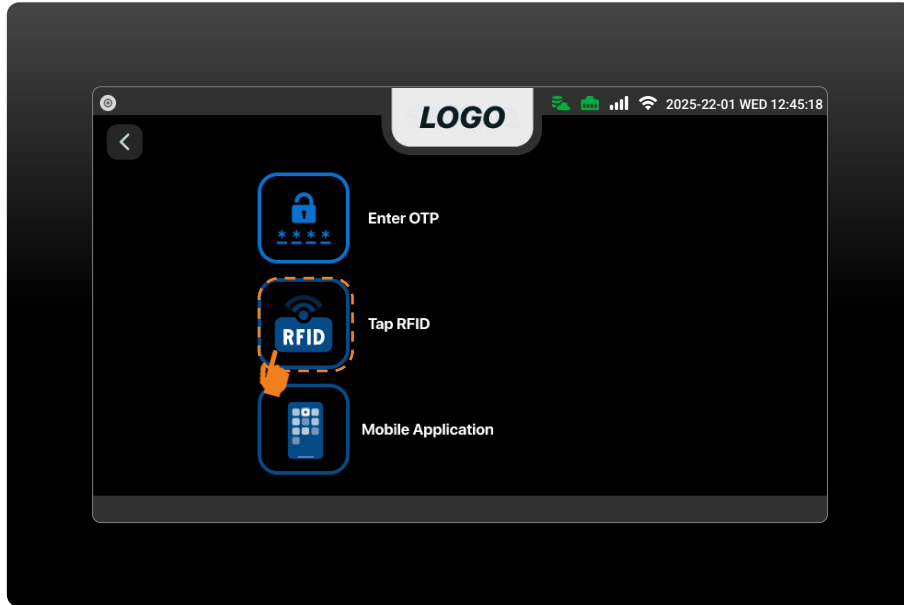 LOGO
2025-22-01 WED 12:45:18
* * * *
Enter OTP
RFID
Tap RFID
Mobile Application